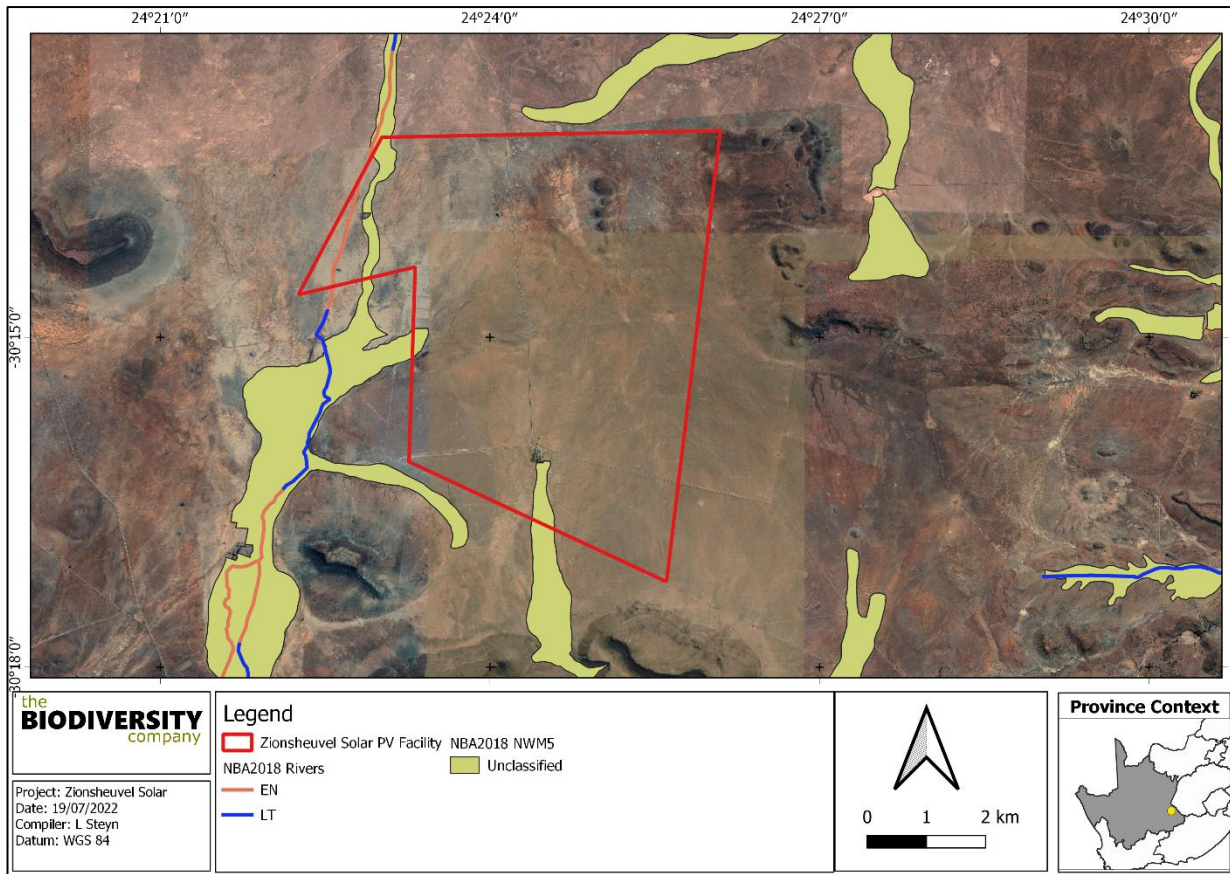 24°21′0″ 24°24′0″ 24°27′0″ 24°30′0″
-30°15′0″
-30°18′0″
the
BIODIVERSITY
company
Project: Zionsheuvel Solar
Date: 19/07/2022
Compiler: L Steyn
Datum: WGS 84
Legend
Zionsheuvel Solar PV Facility
NBA2018 Rivers
EN
LT
NBA2018 NWM5
Unclassified
0 1 2 km
Province Context